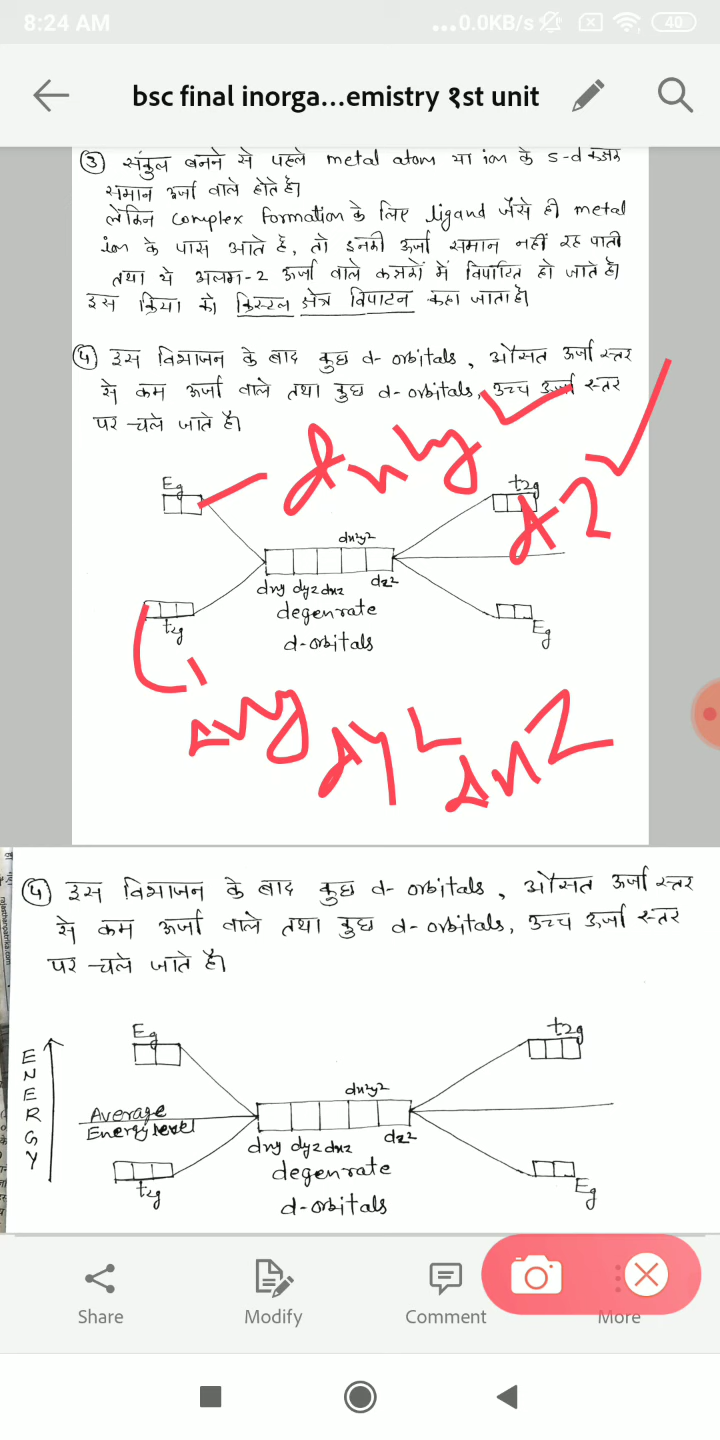 8:24 AM
...0.0KB/s
40
bsc final inorga...emistry १st unit
③ संकुल बनने से पहले metal atom या ion के 5-d कक्षक
समान ऊर्जा वाले होते है।
लेकिन complex formation के लिए ligand जैसे ही metal
ion के पास आते है, तो इनकी ऊर्जा समान नहीं रह पाती
तथा ये अलग-2 ऊर्जा वाले कक्षकों में विपाटित हो जाते है।
इस क्रिया को क्रिस्टल क्षेत्र विपाटन कहा जाता है।
④ इस विभाजन के बाद कुछ d- orbitals, औसत ऊर्जा स्तर
से कम ऊर्जा वाले तथा कुछ d- orbitals, उच्च ऊर्जा स्तर
पर चले जाते है।
Eg
t2g
dx²y²
dxy dyz dxz
dz²
degenrate
d-orbitals
t2g
Eg
dxy dyz dxz
④ इस विभाजन के बाद कुछ d- orbitals, औसत ऊर्जा स्तर
से कम ऊर्जा वाले तथा कुछ d- orbitals, उच्च ऊर्जा स्तर
पर चले जाते है।
ENERGY
Eg
t2g
dx²y²
Average
Energy level
dxy dyz dxz
dz²
degenrate
d-orbitals
t2g
Eg
Share
Modify
Comment
More